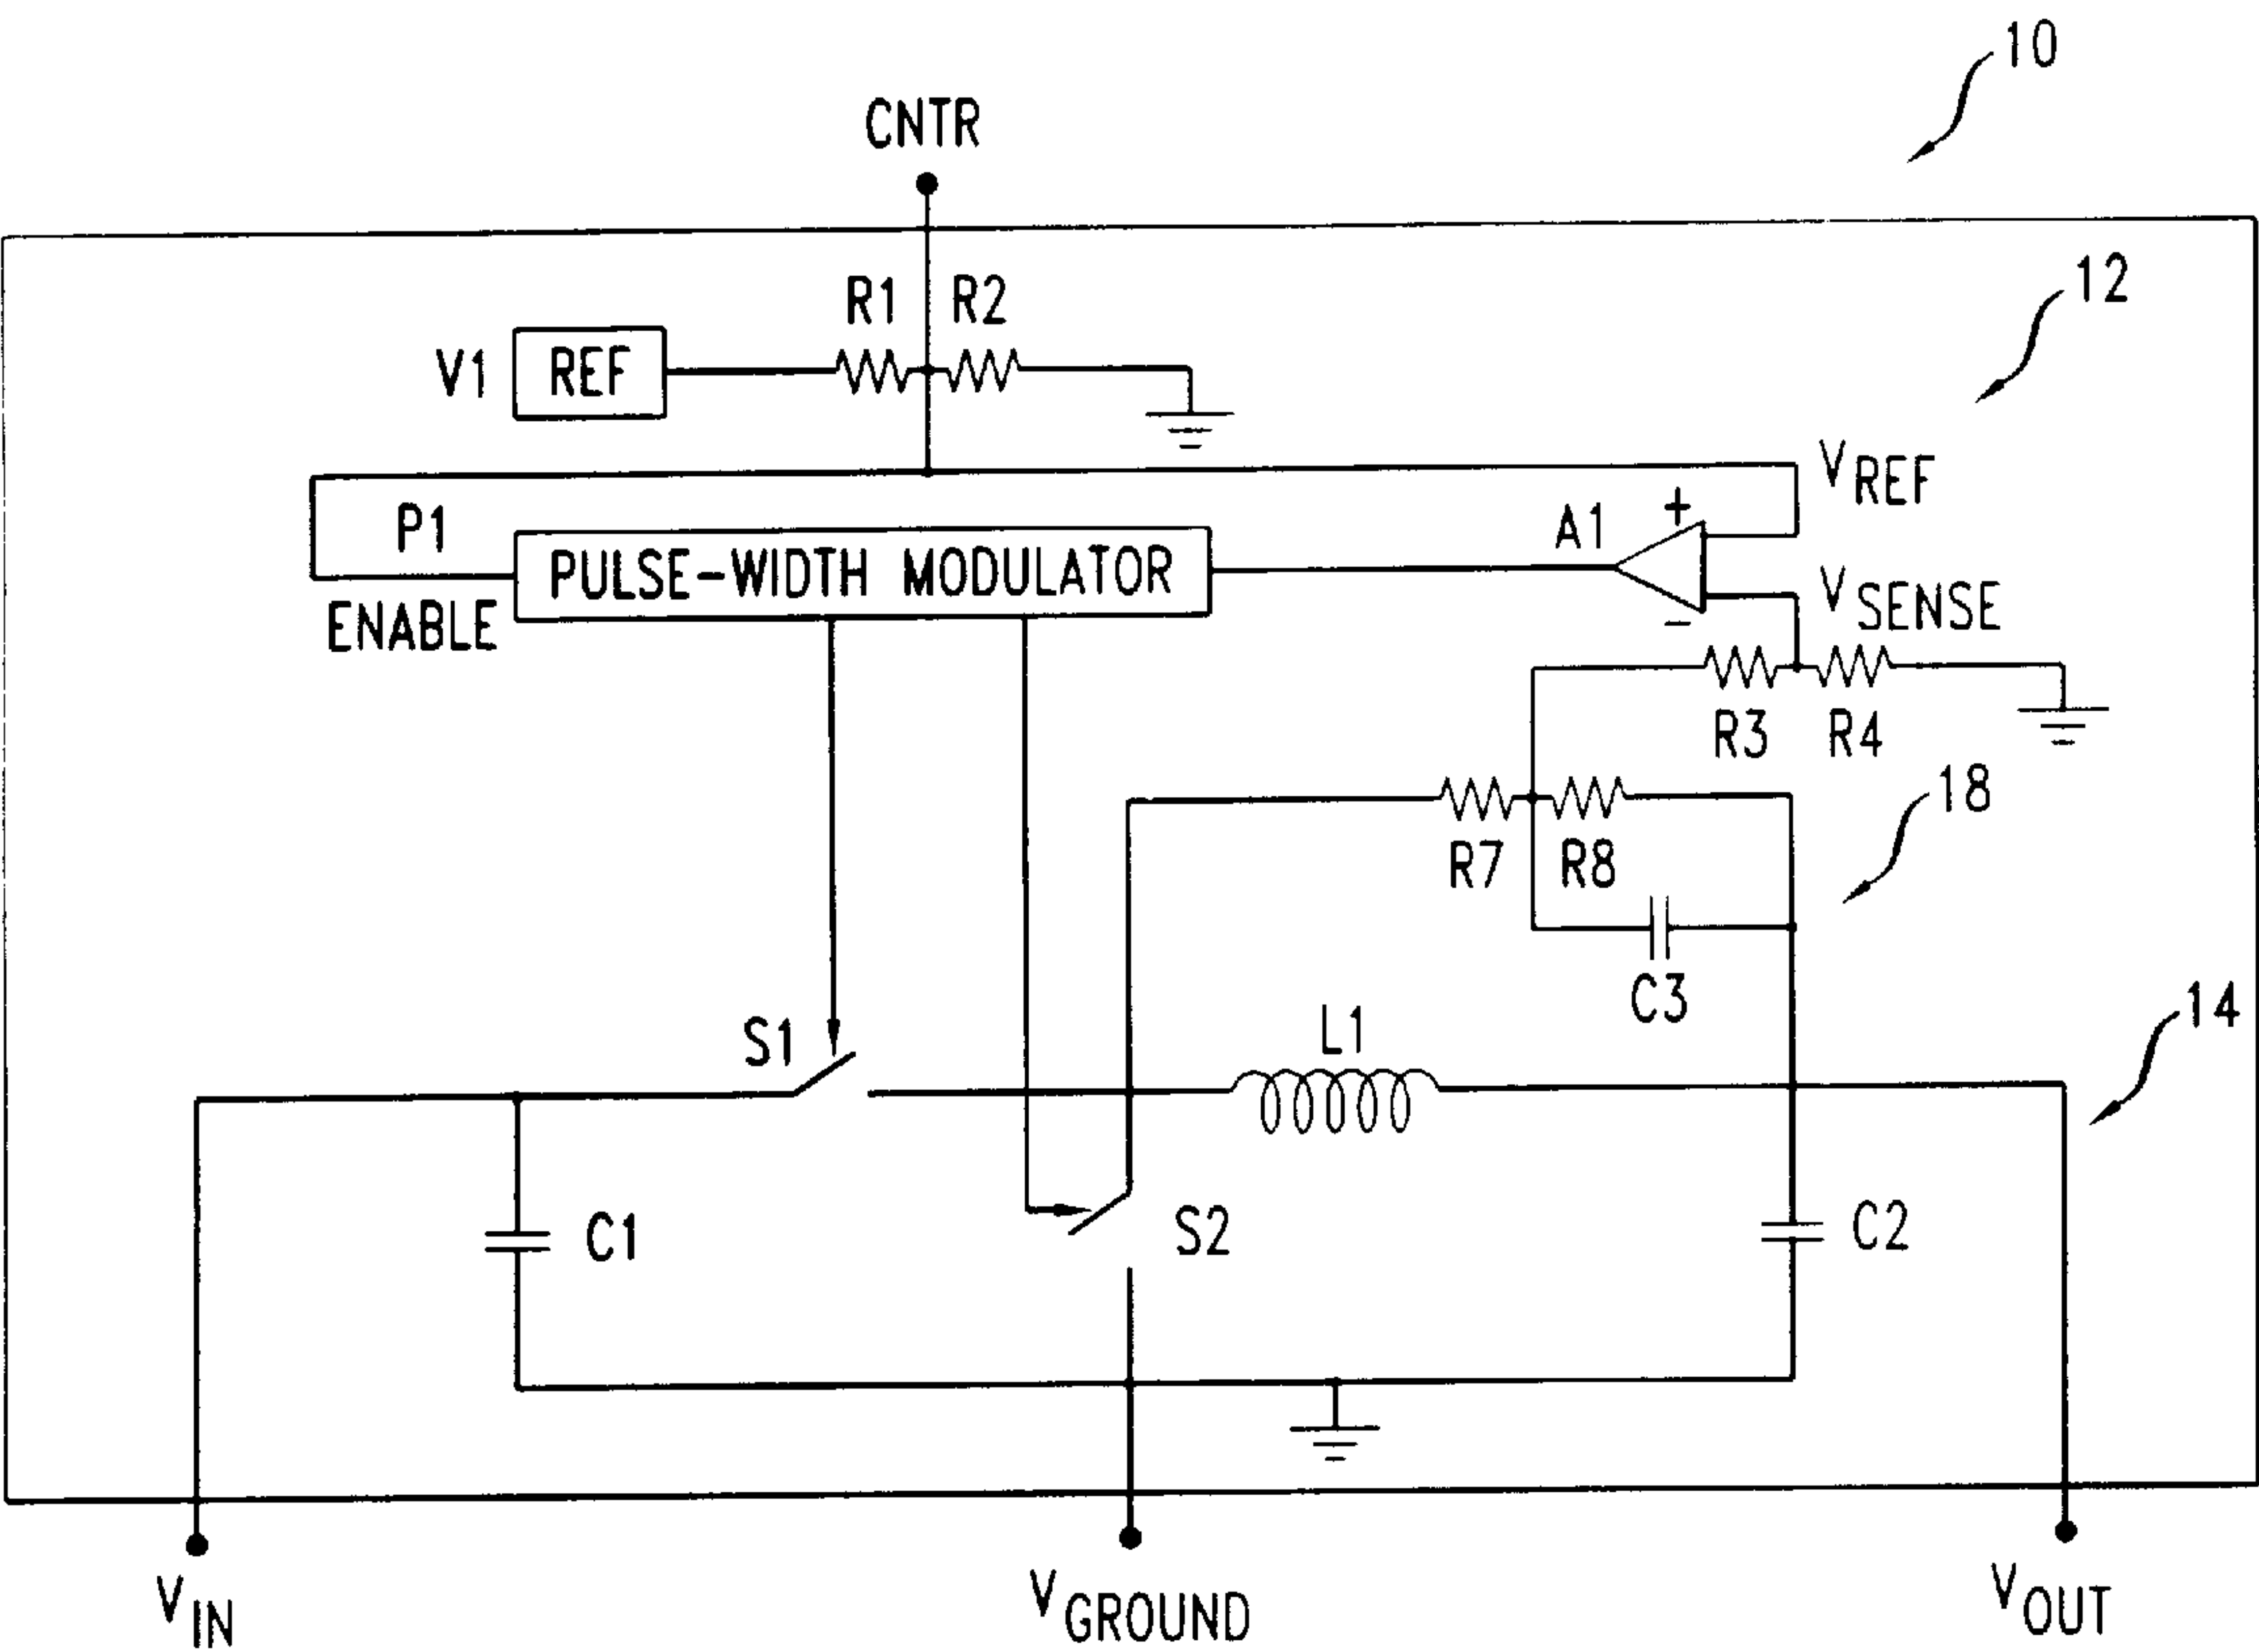 10
CNTR
12
R1 R2
V1 REF
VREF
P1
A1 +
PULSE-WIDTH MODULATOR
ENABLE
VSENSE
-
R3 R4
18
R7 R8
C3
14
S1
L1
C1
S2
C2
VIN
VGROUND
VOUT